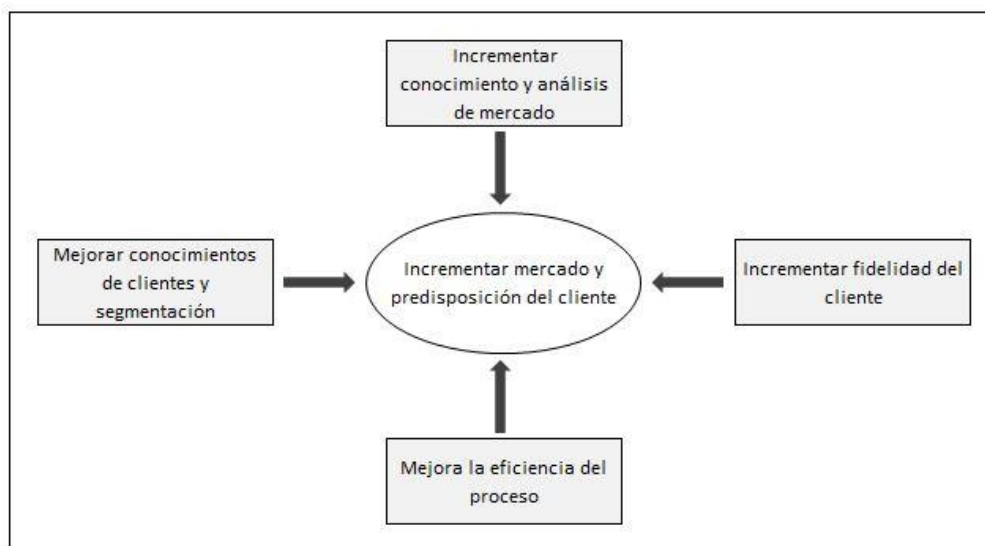 Incrementar
conocimiento y análisis
de mercado
Mejorar conocimientos
de clientes y
segmentación
Incrementar mercado y
predisposición del cliente
Incrementar fidelidad del
cliente
Mejora la eficiencia del
proceso